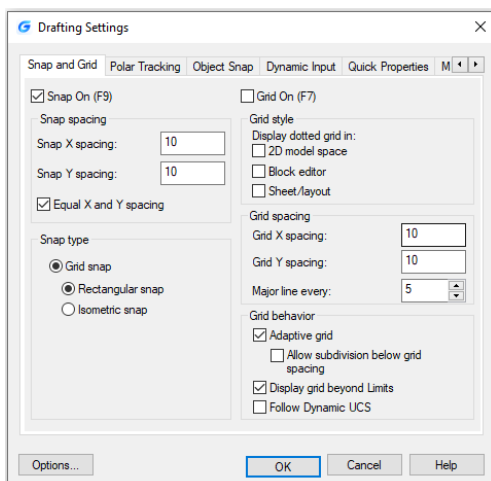 Drafting Settings
Snap and Grid Polar Tracking Object Snap Dynamic Input Quick Properties M
Snap On (F9)
Snap spacing
Snap X spacing: 10
Snap Y spacing: 10
Equal X and Y spacing
Snap type
Grid snap
Rectangular snap
Isometric snap
Grid On (F7)
Grid style
Display dotted grid in:
2D model space
Block editor
Sheet/layout
Grid spacing
Grid X spacing: 10
Grid Y spacing: 10
Major line every: 5
Grid behavior
Adaptive grid
Allow subdivision below grid
spacing
Display grid beyond Limits
Follow Dynamic UCS
Options... OK Cancel Help